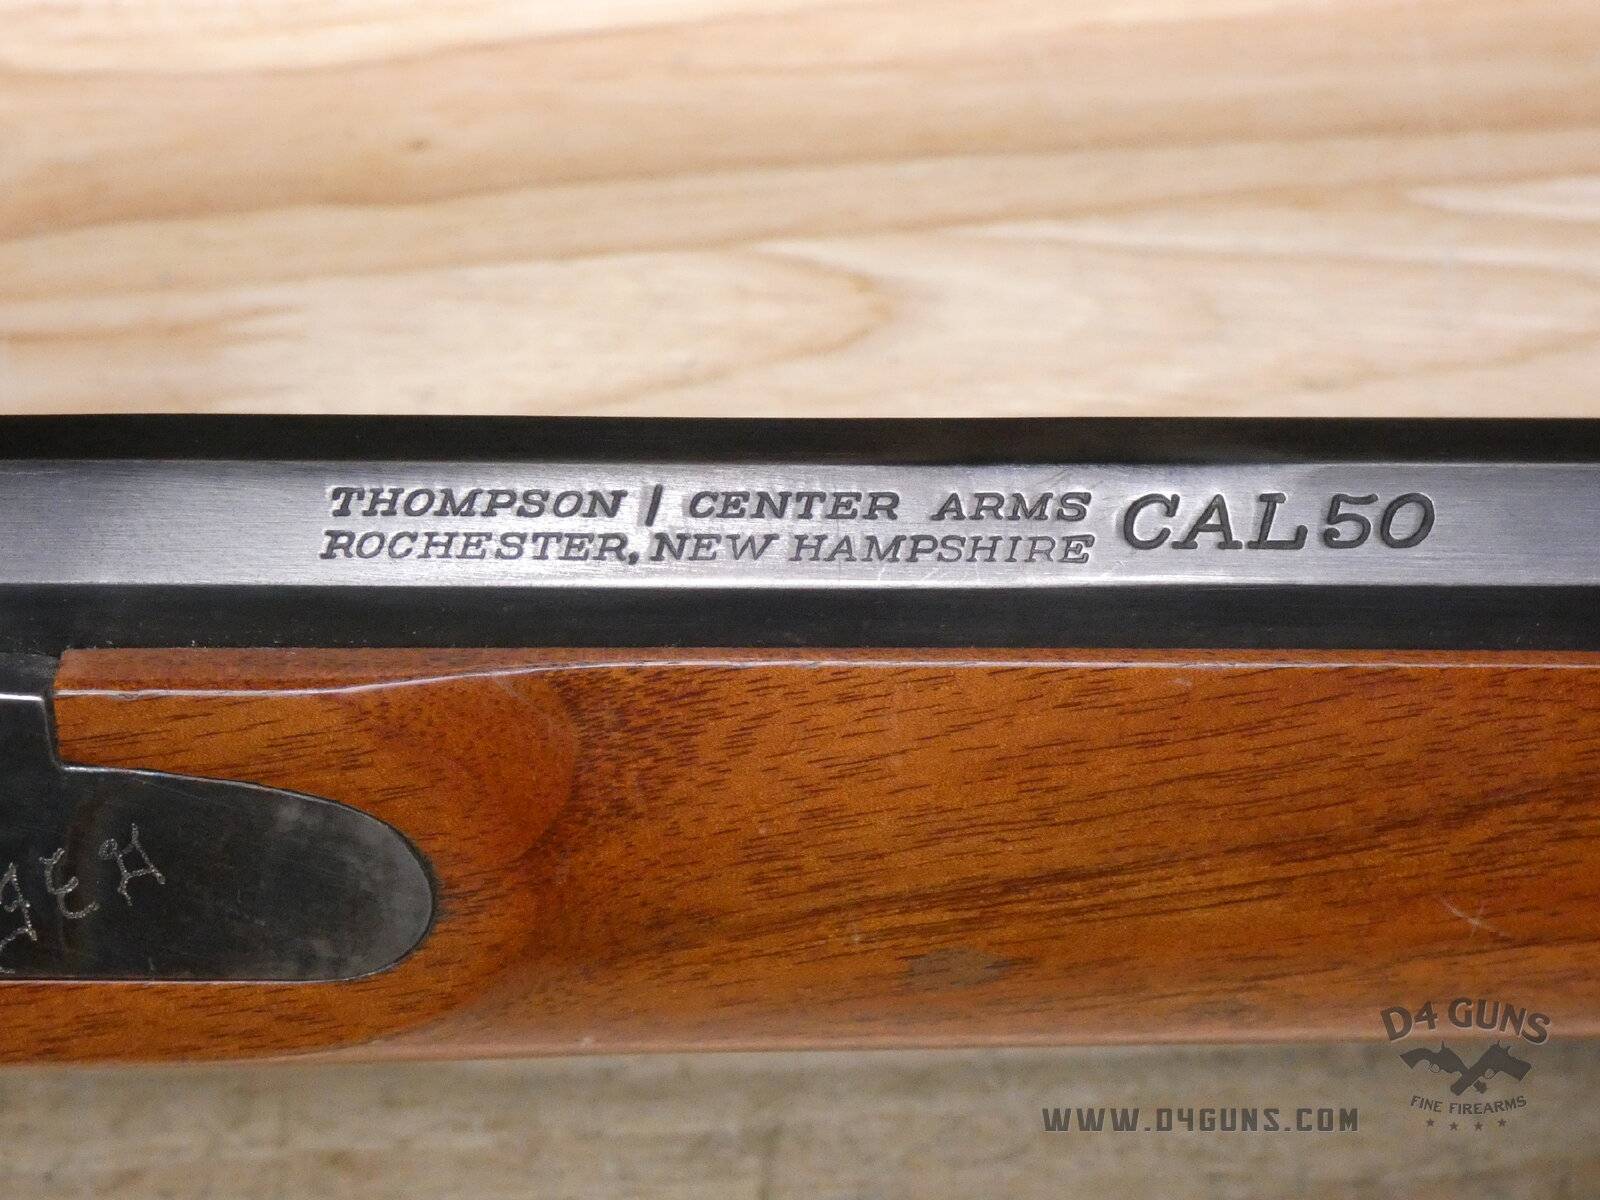 THOMPSON / CENTER ARMS
ROCHESTER, NEW HAMPSHIRE
CAL 50
J E H
D4 GUNS
FINE FIREARMS
WWW.D4GUNS.COM